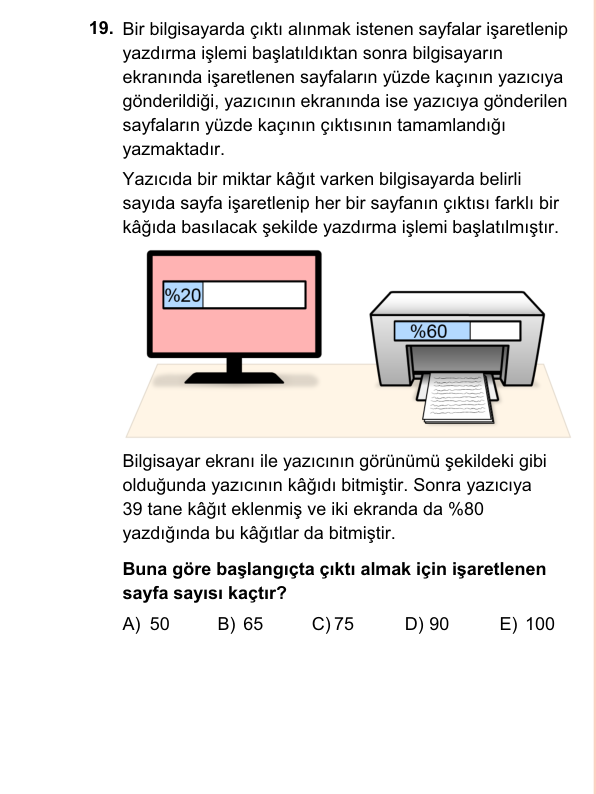 19. Bir bilgisayarda çıktı alınmak istenen sayfalar işaretlenip
yazdırma işlemi başlatıldıktan sonra bilgisayarın
ekranında işaretlenen sayfaların yüzde kaçının yazıcıya
gönderildiği, yazıcının ekranında ise yazıcıya gönderilen
sayfaların yüzde kaçının çıktısının tamamlandığı
yazmaktadır.
Yazıcıda bir miktar kâğıt varken bilgisayarda belirli
sayıda sayfa işaretlenip her bir sayfanın çıktısı farklı bir
kâğıda basılacak şekilde yazdırma işlemi başlatılmıştır.
%20
%60
Bilgisayar ekranı ile yazıcının görünümü şekildeki gibi
olduğunda yazıcının kâğıdı bitmiştir. Sonra yazıcıya
39 tane kâğıt eklenmiş ve iki ekranda da %80
yazdığında bu kâğıtlar da bitmiştir.
Buna göre başlangıçta çıktı almak için işaretlenen
sayfa sayısı kaçtır?
A) 50 B) 65 C) 75 D) 90 E) 100